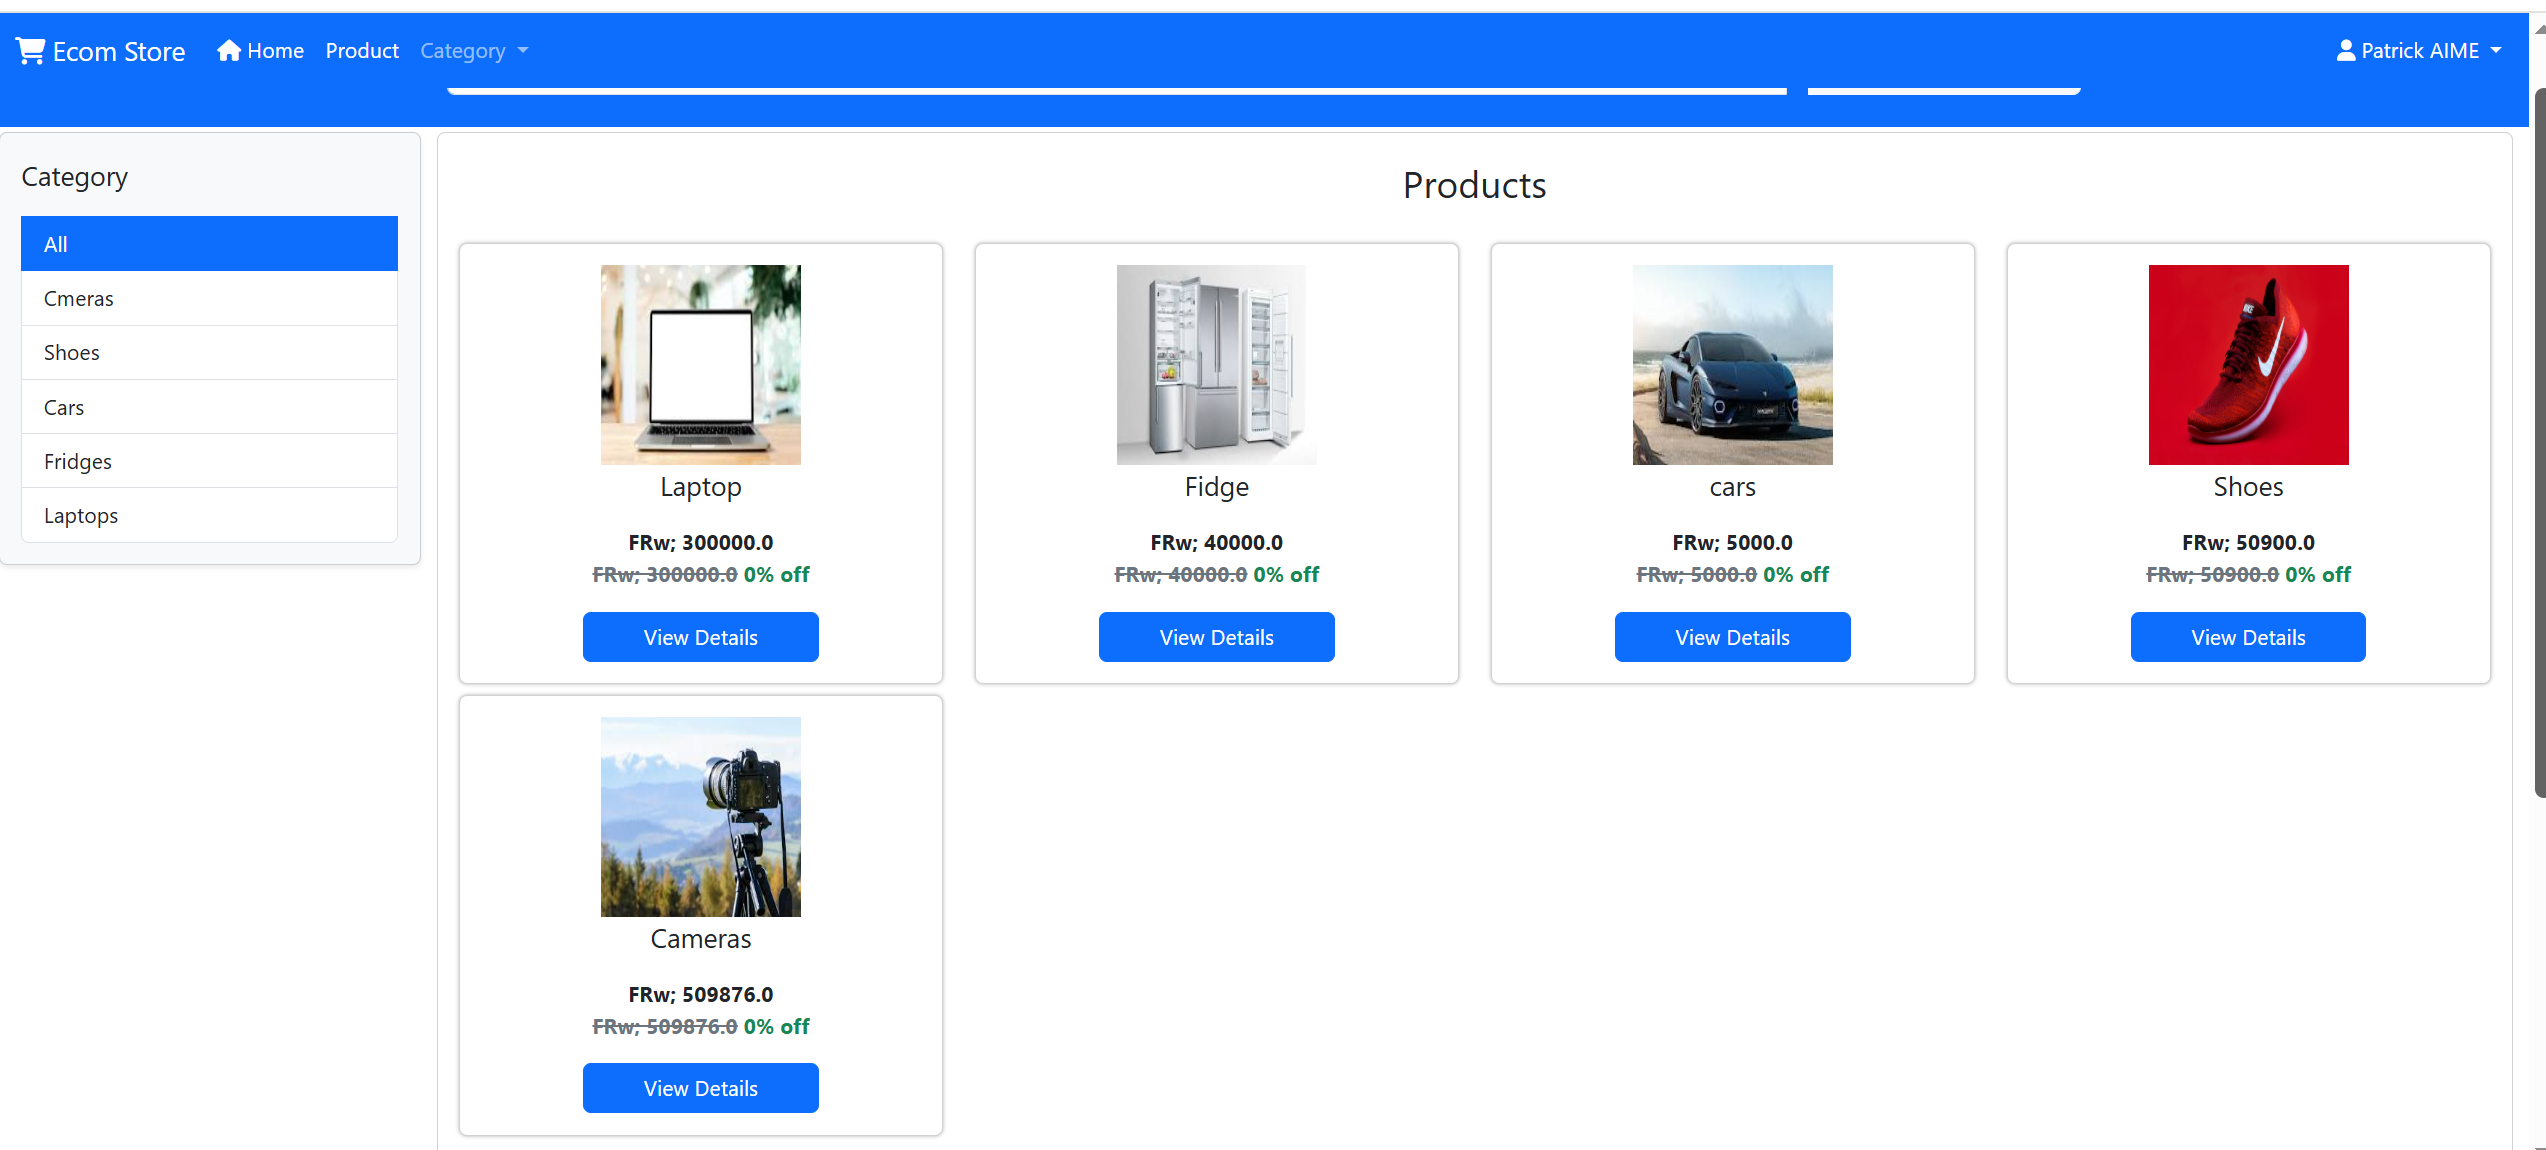 Ecom Store Home Product Category Patrick AIME
Category
All
Cmeras
Shoes
Cars
Fridges
Laptops
Products
Laptop
FRw; 300000.0
FRw; 300000.0 0% off
View Details
Fidge
FRw; 40000.0
FRw; 40000.0 0% off
View Details
cars
FRw; 5000.0
FRw; 5000.0 0% off
View Details
NIKE
Shoes
FRw; 50900.0
FRw; 50900.0 0% off
View Details
Cameras
FRw; 509876.0
FRw; 509876.0 0% off
View Details